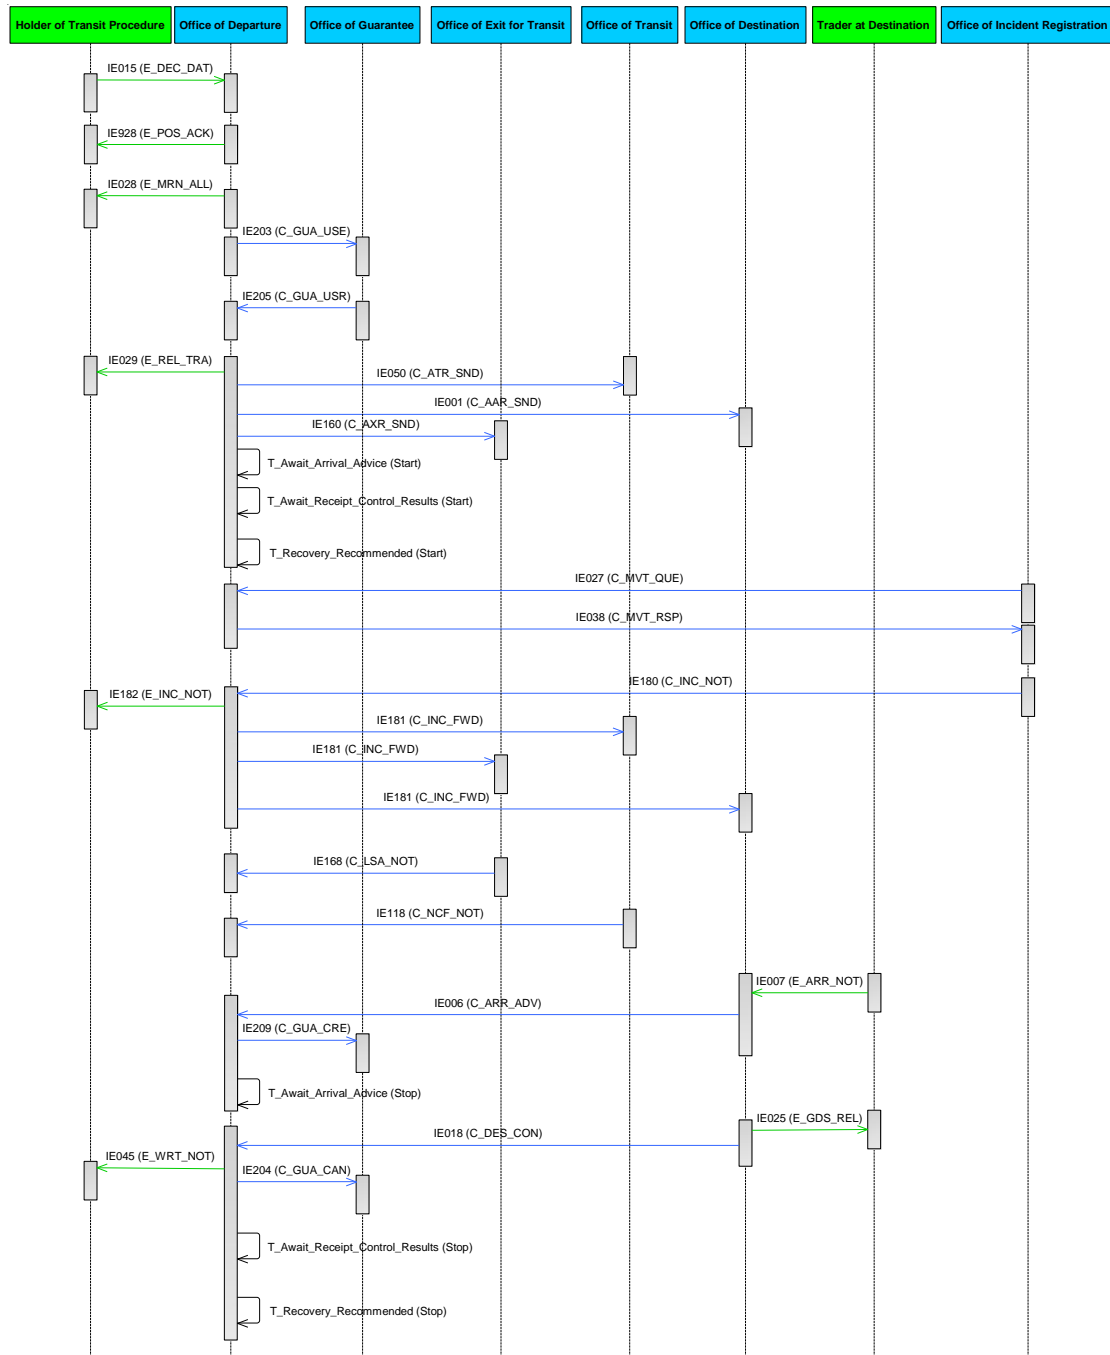 Holder of Transit Procedure
Office of Departure
Office of Guarantee
Office of Exit for Transit
Office of Transit
Office of Destination
Trader at Destination
Office of Incident Registration
IE015 (E_DEC_DAT)
IE928 (E_POS_ACK)
IE028 (E_MRN_ALL)
IE203 (C_GUA_USE)
IE205 (C_GUA_USR)
IE029 (E_REL_TRA)
IE050 (C_ATR_SND)
IE001 (C_AAR_SND)
IE160 (C_AXR_SND)
T_Await_Arrival_Advice (Start)
T_Await_Receipt_Control_Results (Start)
T_Recovery_Recommended (Start)
IE027 (C_MVT_QUE)
IE038 (C_MVT_RSP)
IE180 (C_INC_NOT)
IE182 (E_INC_NOT)
IE181 (C_INC_FWD)
IE181 (C_INC_FWD)
IE181 (C_INC_FWD)
IE168 (C_LSA_NOT)
IE118 (C_NCF_NOT)
IE007 (E_ARR_NOT)
IE006 (C_ARR_ADV)
IE209 (C_GUA_CRE)
T_Await_Arrival_Advice (Stop)
IE025 (E_GDS_REL)
IE018 (C_DES_CON)
IE045 (E_WRT_NOT)
IE204 (C_GUA_CAN)
T_Await_Receipt_Control_Results (Stop)
T_Recovery_Recommended (Stop)